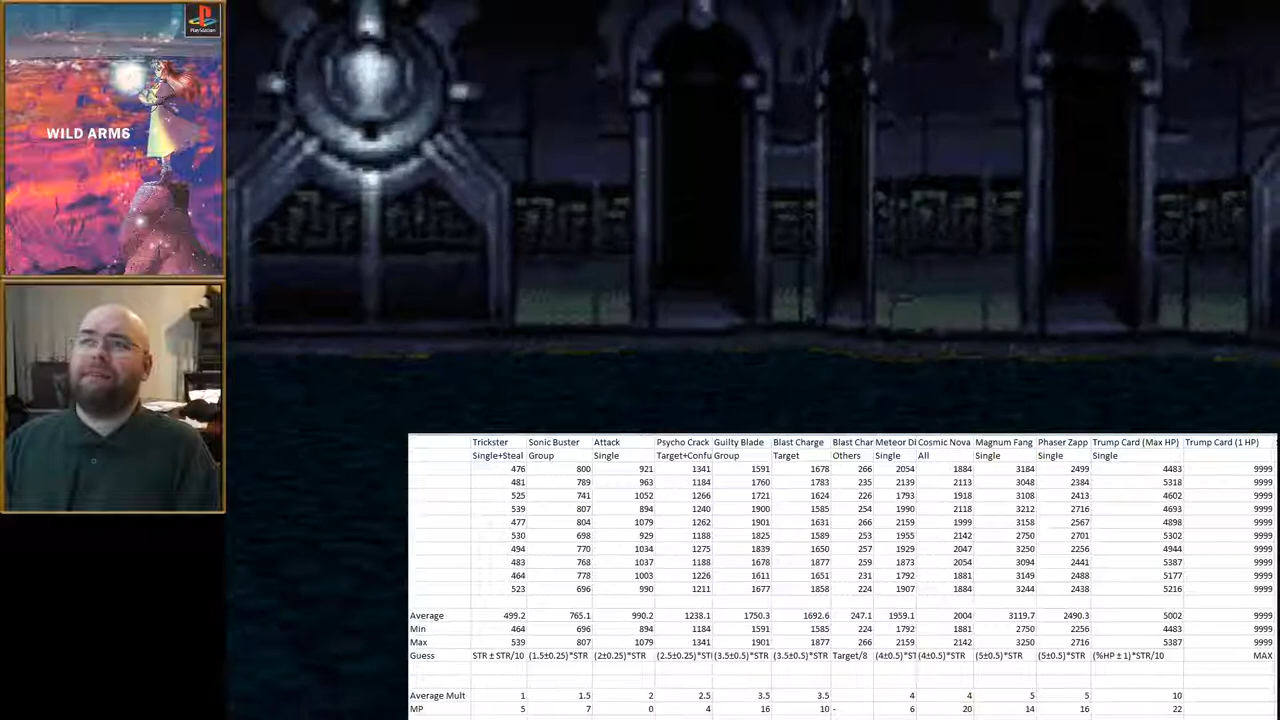 PlayStation
WILD ARMS
Trickster Sonic Buster Attack Psycho Crack Guilty Blade Blast Charge Blast Char Meteor Di Cosmic Nova Magnum Fang Phaser Zapp Trump Card (Max HP) Trump Card (1 HP)
Single+Steal Group Single Target+Confu Group Target Others Single All Single Single Single
476 800 921 1341 1591 1678 266 2054 1884 3184 2499 4483 9999
481 789 963 1184 1760 1783 235 2139 2113 3048 2384 5318 9999
525 741 1052 1266 1721 1624 226 1793 1918 3108 2413 4602 9999
539 807 894 1240 1900 1585 254 1990 2118 3212 2716 4693 9999
477 804 1079 1262 1901 1631 266 2159 1999 3158 2567 4898 9999
530 698 929 1188 1825 1589 253 1955 2142 2750 2701 5302 9999
494 770 1034 1275 1839 1650 257 1929 2047 3250 2256 4944 9999
483 768 1037 1188 1678 1877 259 1873 2054 3094 2441 5387 9999
464 778 1003 1226 1611 1651 231 1792 1881 3149 2488 5177 9999
523 696 990 1211 1677 1858 224 1907 1884 3244 2438 5216 9999
Average 499.2 765.1 990.2 1238.1 1750.3 1692.6 247.1 1959.1 2004 3119.7 2490.3 5002 9999
Min 464 696 894 1184 1591 1585 224 1792 1881 2750 2256 4483 9999
Max 539 807 1079 1341 1901 1877 266 2159 2142 3250 2716 5387 9999
Guess STR ± STR/10 (1.5±0.25)*STR (2±0.25)*STR (2.5±0.25)*STI (3.5±0.5)*STR (3.5±0.5)*STR Target/8 (4±0.5)*ST (4±0.5)*STR (5±0.5)*STR (5±0.5)*STR (%HP ± 1)*STR/10 MAX
Average Mult 1 1.5 2 2.5 3.5 3.5 4 4 5 5 10
MP 5 7 0 4 16 10 - 6 20 14 16 22